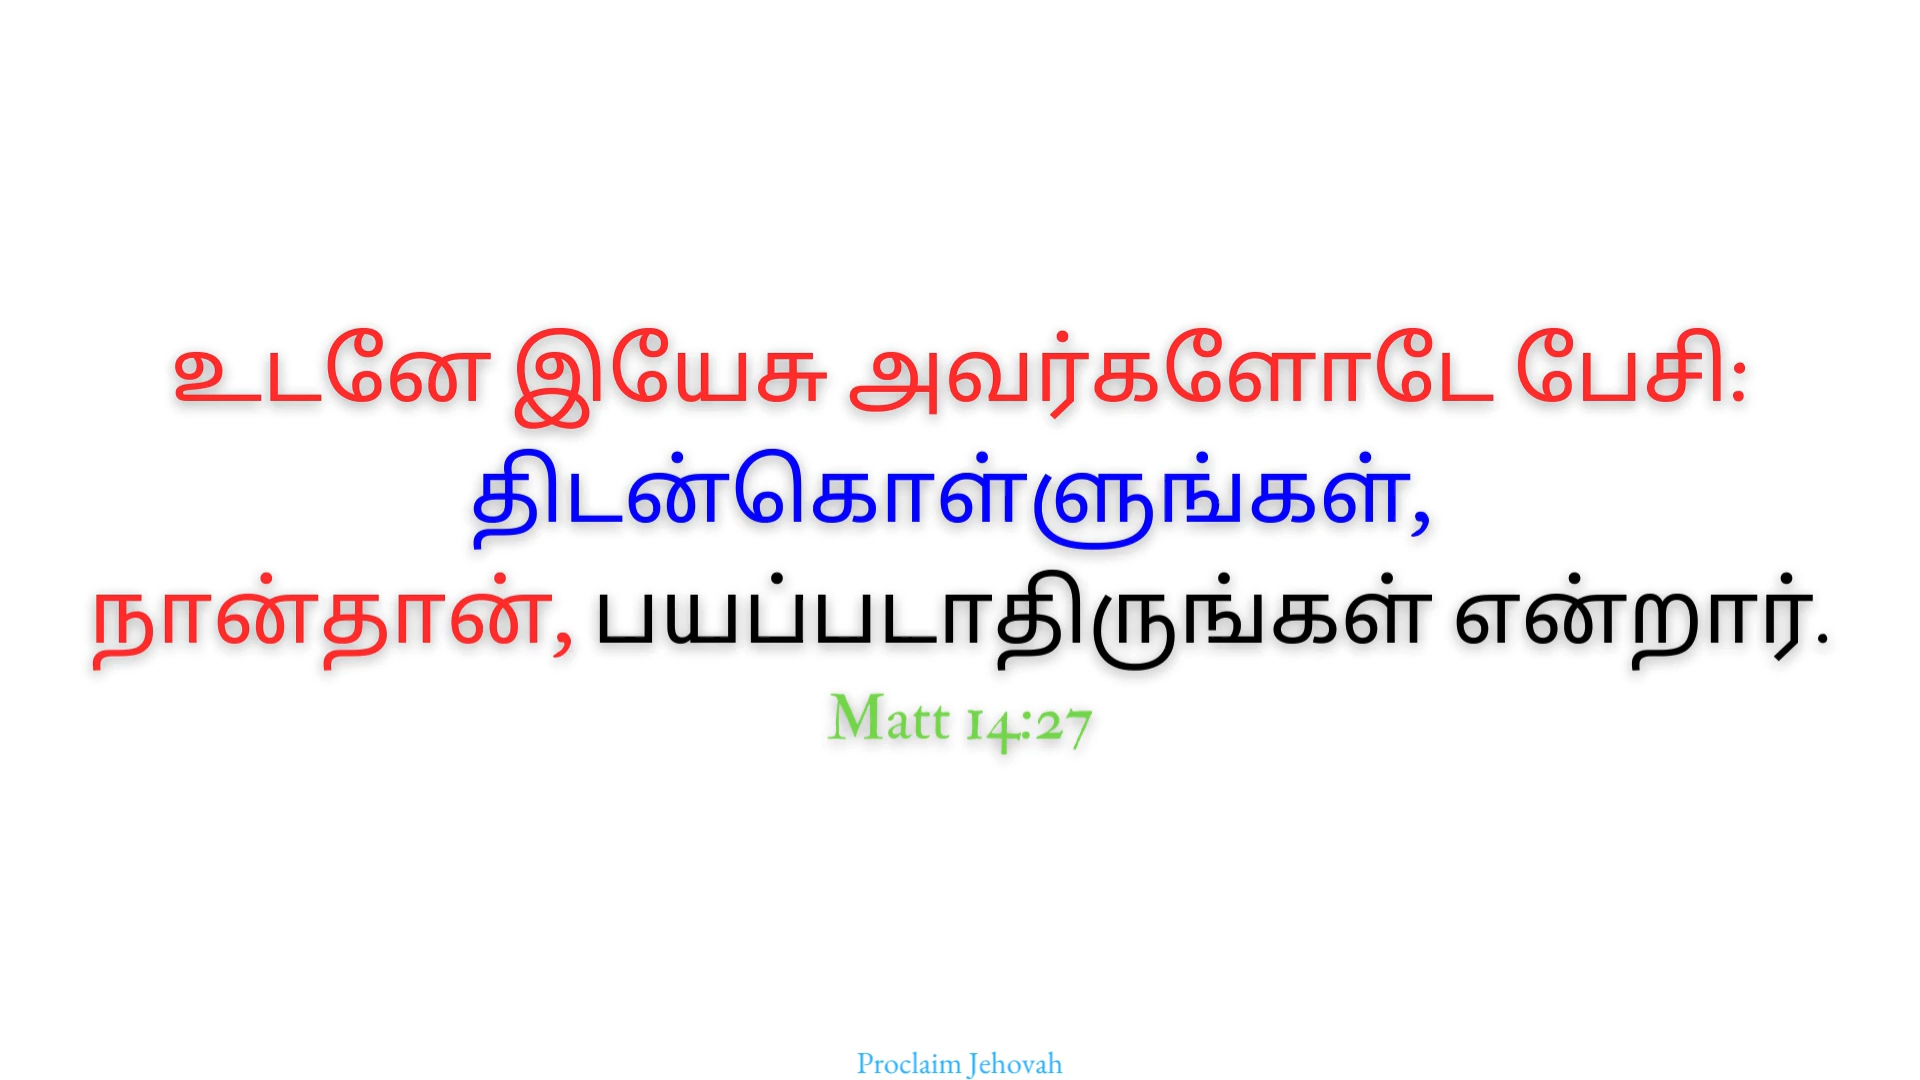 உடனே இயேசு அவர்களோடே பேசி:
திடன்கொள்ளுங்கள்,
நான்தான், பயப்படாதிருங்கள் என்றார்.
Matt 14:27
Proclaim Jehovah